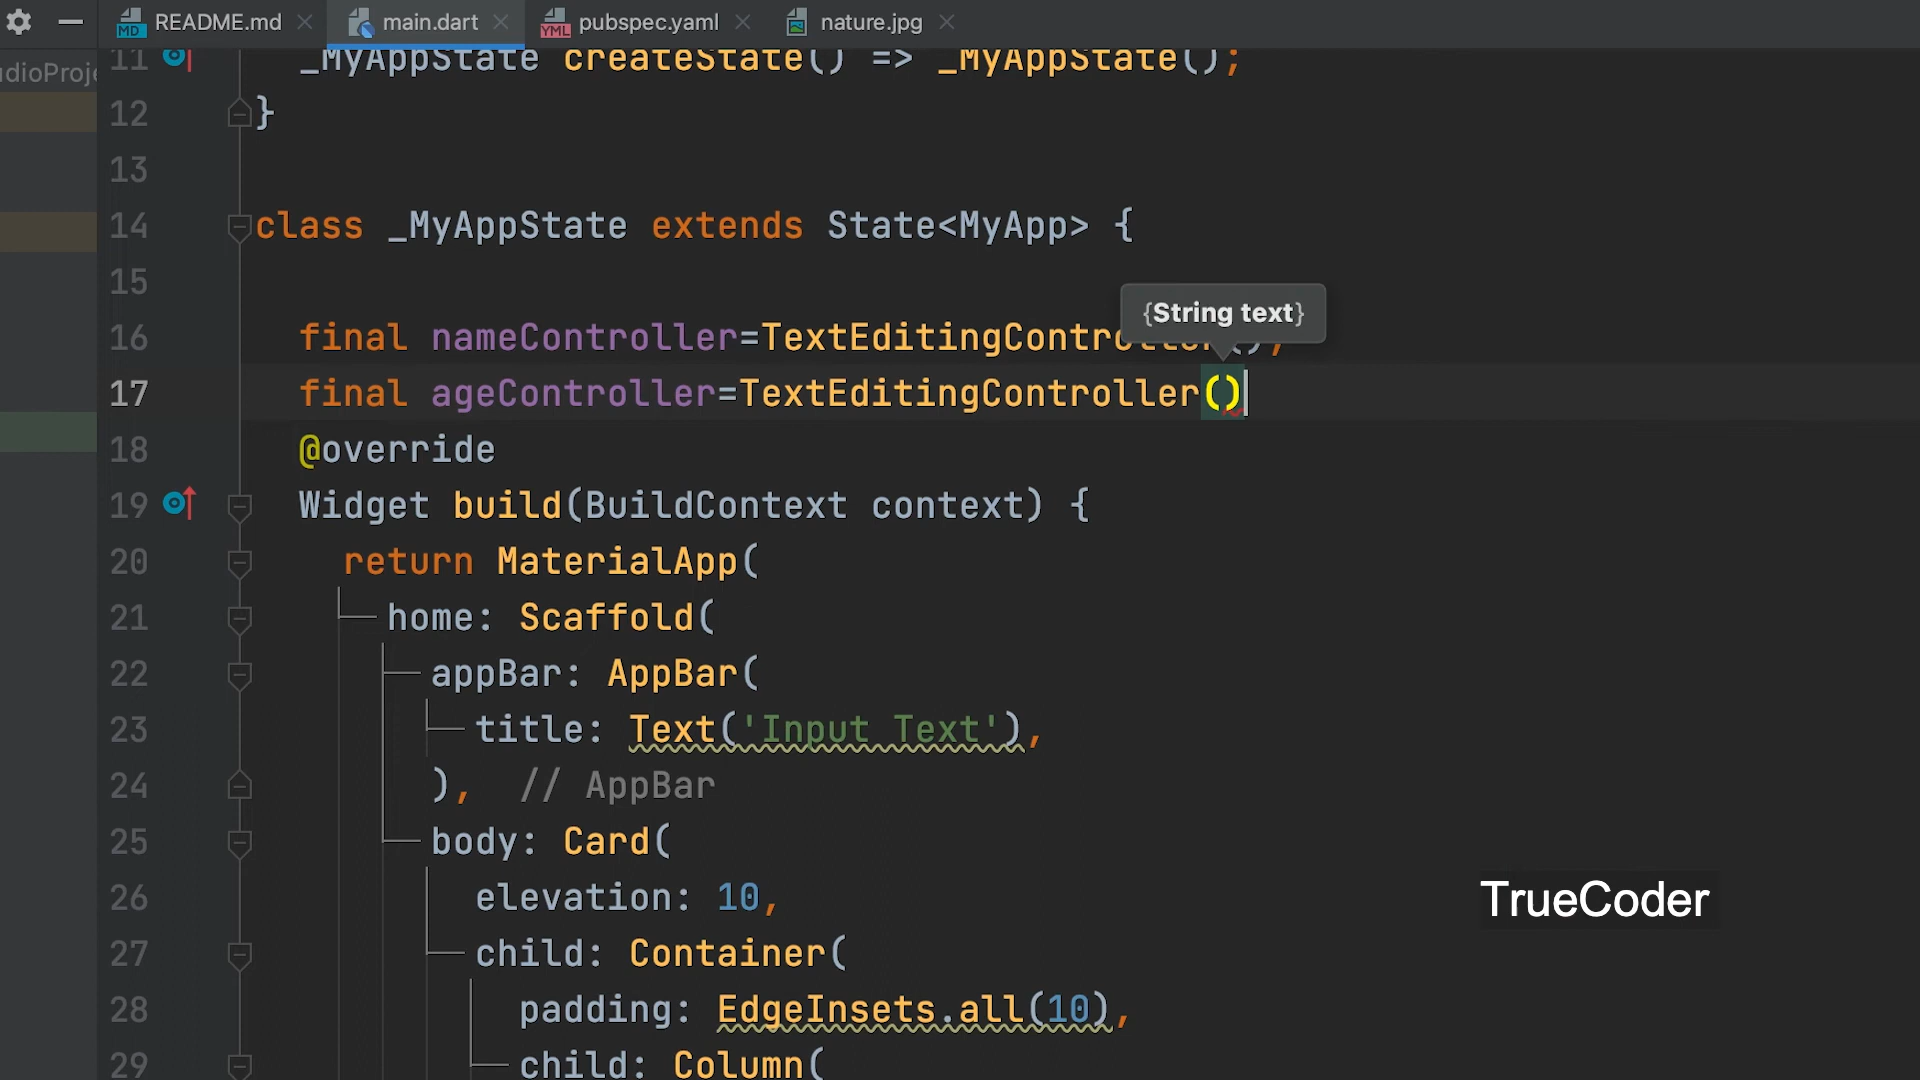 README.md
main.dart
pubspec.yaml
nature.jpg
11 _MyAppState createState() => _MyAppState();
12 }
13
14 class _MyAppState extends State<MyApp> {
15
{String text}
16 final nameController=TextEditingController();
17 final ageController=TextEditingController()
18 @override
19 Widget build(BuildContext context) {
20 return MaterialApp(
21 home: Scaffold(
22 appBar: AppBar(
23 title: Text('Input Text'),
24 ), // AppBar
25 body: Card(
26 elevation: 10,
27 child: Container(
28 padding: EdgeInsets.all(10),
29 child: Column(
TrueCoder